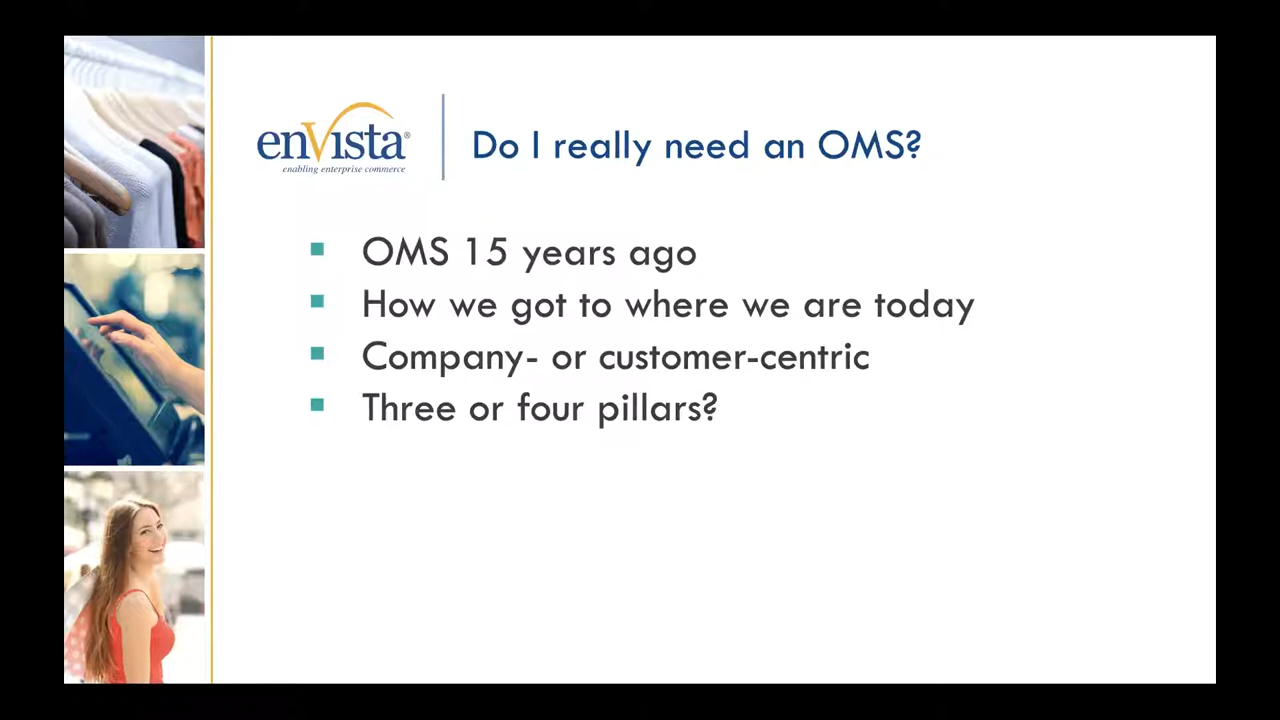 enVista®
enabling enterprise commerce
Do I really need an OMS?
OMS 15 years ago
How we got to where we are today
Company- or customer-centric
Three or four pillars?